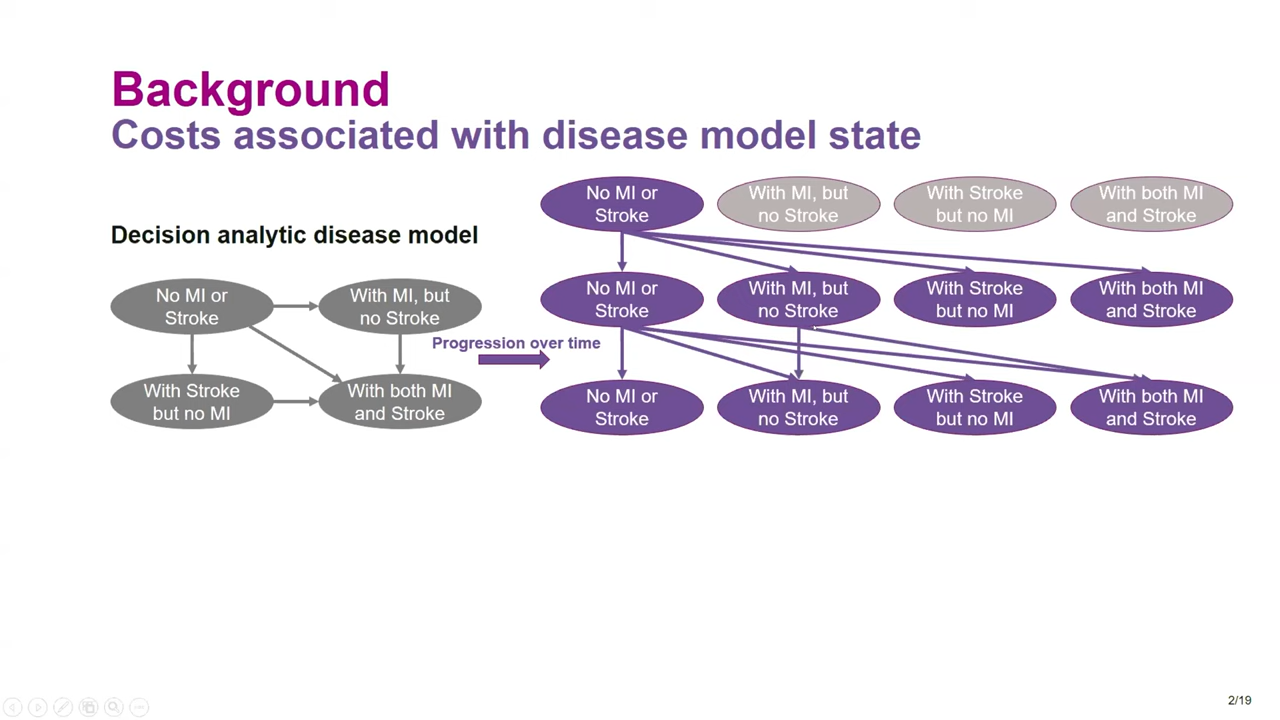 Background
Costs associated with disease model state
Decision analytic disease model
No MI or
Stroke
With MI, but
no Stroke
With Stroke
but no MI
With both MI
and Stroke
Progression over time
No MI or
Stroke
With MI, but
no Stroke
With Stroke
but no MI
With both MI
and Stroke
No MI or
Stroke
With MI, but
no Stroke
With Stroke
but no MI
With both MI
and Stroke
No MI or
Stroke
With MI, but
no Stroke
With Stroke
but no MI
With both MI
and Stroke
2/19